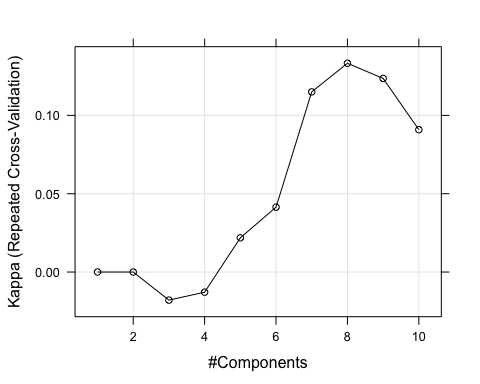 Kappa (Repeated Cross-Validation)
0.10
0.05
0.00
2 4 6 8 10
#Components